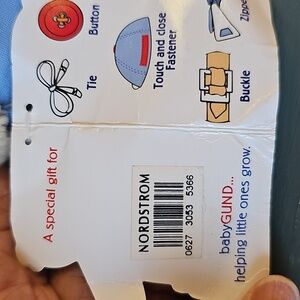 Button
Tie
Touch and close
Fastener
Zipper
Buckle
A special gift for
NORDSTROM
0627 3053 5366
babyGUND...
helping little ones grow.